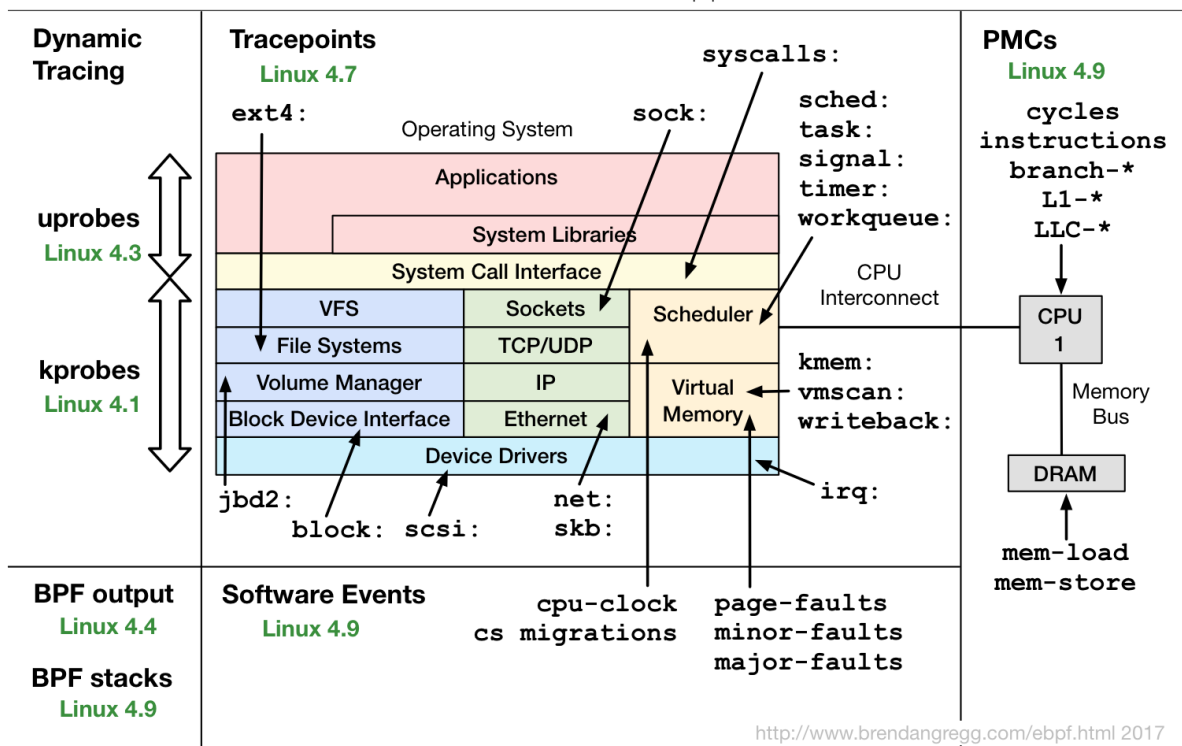 Dynamic
Tracing
uprobes
Linux 4.3
kprobes
Linux 4.1
Tracepoints
Linux 4.7
syscalls:
ext4:
Operating System
sock:
sched:
task:
signal:
timer:
workqueue:
Applications
System Libraries
System Call Interface
VFS
Sockets
Scheduler
File Systems
TCP/UDP
Volume Manager
IP
Virtual
Memory
Block Device Interface
Ethernet
Device Drivers
kmem:
vmscan:
writeback:
jbd2:
block:
scsi:
net:
skb:
irq:
CPU
Interconnect
PMCs
Linux 4.9
cycles
instructions
branch-*
L1-*
LLC-*
CPU
1
Memory
Bus
DRAM
mem-load
mem-store
BPF output
Linux 4.4
BPF stacks
Linux 4.9
Software Events
Linux 4.9
cpu-clock
cs migrations
page-faults
minor-faults
major-faults
http://www.brendangregg.com/ebpf.html 2017